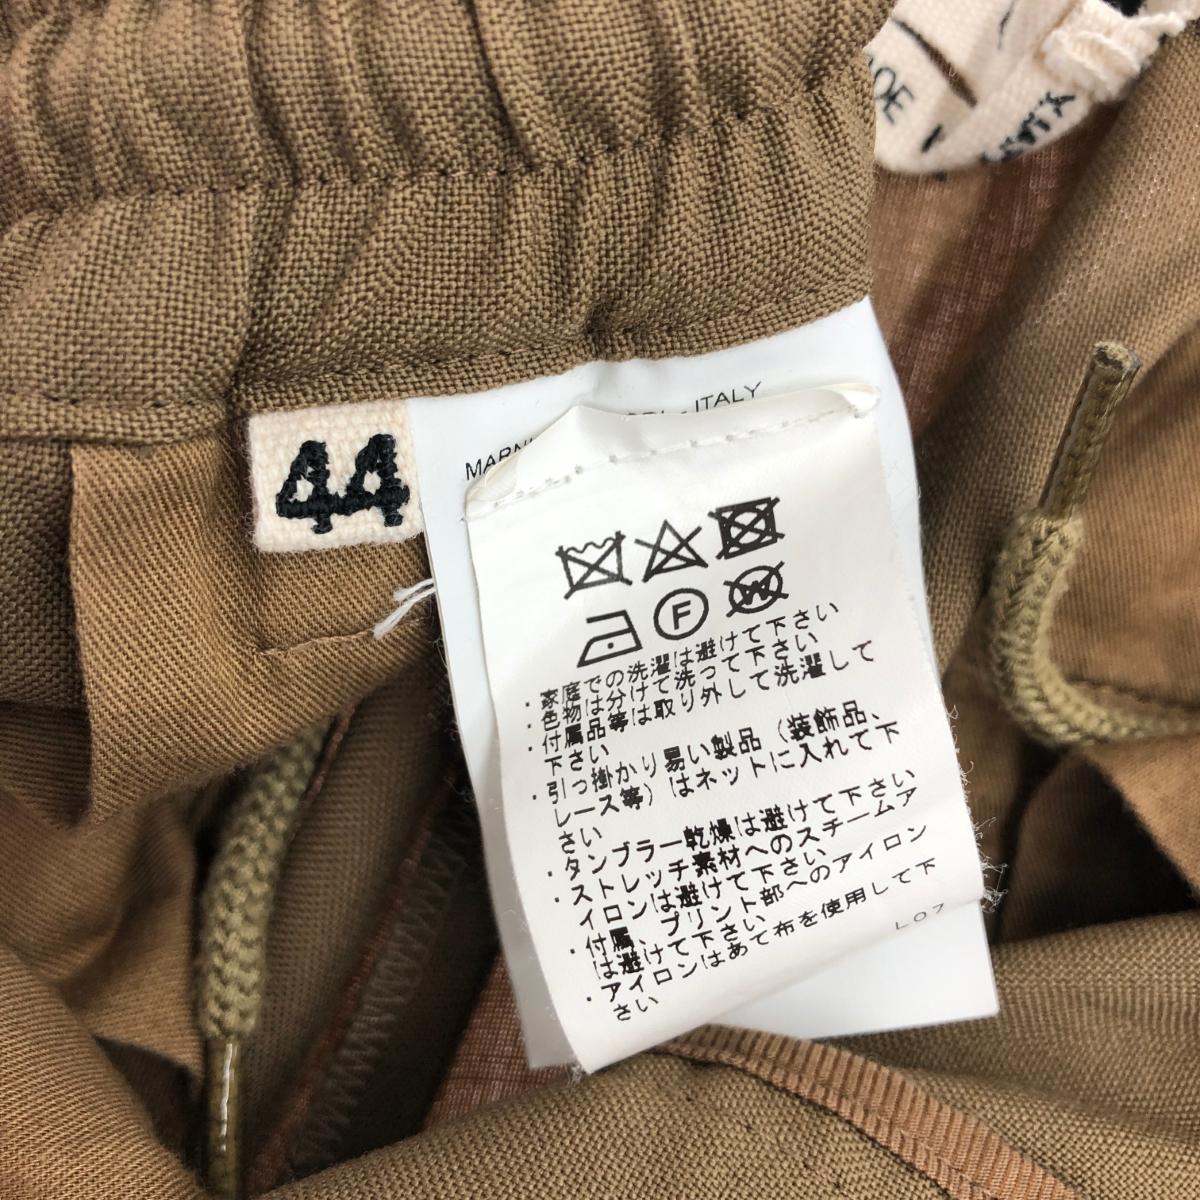 44
- ITALY
F
W
・家庭での洗濯は避けて下さい
・色物は分けて洗って下さい
・付属品等は取り外して洗濯して
下さい
・引っ掛かり易い製品（装飾品、
レース等）はネットに入れて下
さい
・タンブラー乾燥は避けて下さい
・ストレッチ素材へのスチームア
イロンは避けて下さい
・付属、プリント部へのアイロン
は避けて下さい
・アイロンはあて布を使用して下
さい
L07